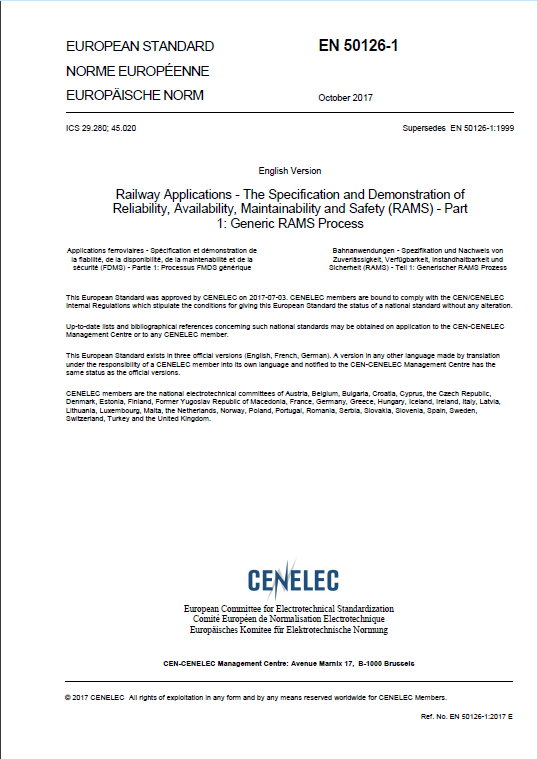 EUROPEAN STANDARD
EN 50126-1
NORME EUROPÉENNE
EUROPÄISCHE NORM
October 2017
ICS 29.280; 45.020
Supersedes EN 50126-1:1999
English Version
Railway Applications - The Specification and Demonstration of
Reliability, Availability, Maintainability and Safety (RAMS) - Part
1: Generic RAMS Process
Applications ferroviaires - Spécification et démonstration de
la fiabilité, de la disponibilité, de la maintenabilité et de la
sécurité (FDMS) - Partie 1: Processus FMDS générique
Bahnanwendungen - Spezifikation und Nachweis von
Zuverlässigkeit, Verfügbarkeit, Instandhaltbarkeit und
Sicherheit (RAMS) - Teil 1: Generischer RAMS Prozess
This European Standard was approved by CENELEC on 2017-07-03. CENELEC members are bound to comply with the CEN/CENELEC
Internal Regulations which stipulate the conditions for giving this European Standard the status of a national standard without any alteration.
Up-to-date lists and bibliographical references concerning such national standards may be obtained on application to the CEN-CENELEC
Management Centre or to any CENELEC member.
This European Standard exists in three official versions (English, French, German). A version in any other language made by translation
under the responsibility of a CENELEC member into its own language and notified to the CEN-CENELEC Management Centre has the
same status as the official versions.
CENELEC members are the national electrotechnical committees of Austria, Belgium, Bulgaria, Croatia, Cyprus, the Czech Republic,
Denmark, Estonia, Finland, Former Yugoslav Republic of Macedonia, France, Germany, Greece, Hungary, Iceland, Ireland, Italy, Latvia,
Lithuania, Luxembourg, Malta, the Netherlands, Norway, Poland, Portugal, Romania, Serbia, Slovakia, Slovenia, Spain, Sweden,
Switzerland, Turkey and the United Kingdom.
CENELEC
European Committee for Electrotechnical Standardization
Comité Européen de Normalisation Electrotechnique
Europäisches Komitee für Elektrotechnische Normung
CEN-CENELEC Management Centre: Avenue Marnix 17, B-1000 Brussels
© 2017 CENELEC All rights of exploitation in any form and by any means reserved worldwide for CENELEC Members.
Ref. No. EN 50126-1:2017 E